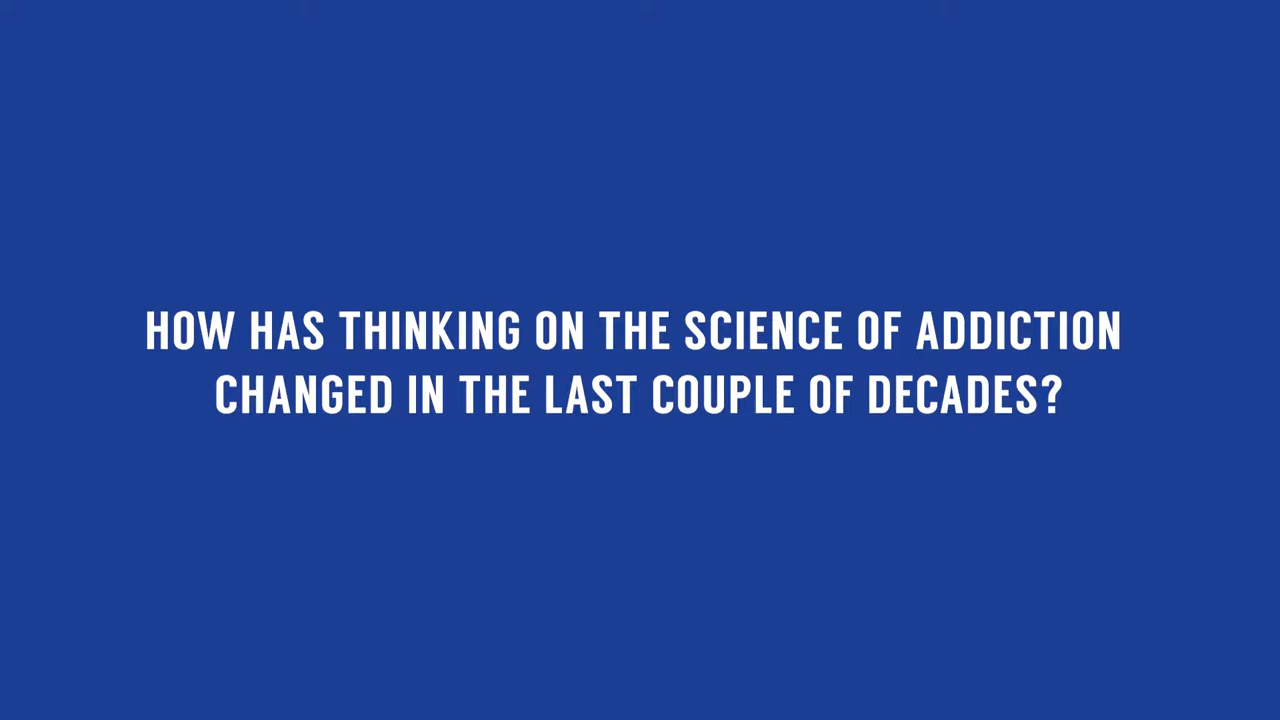 HOW HAS THINKING ON THE SCIENCE OF ADDICTION
CHANGED IN THE LAST COUPLE OF DECADES?